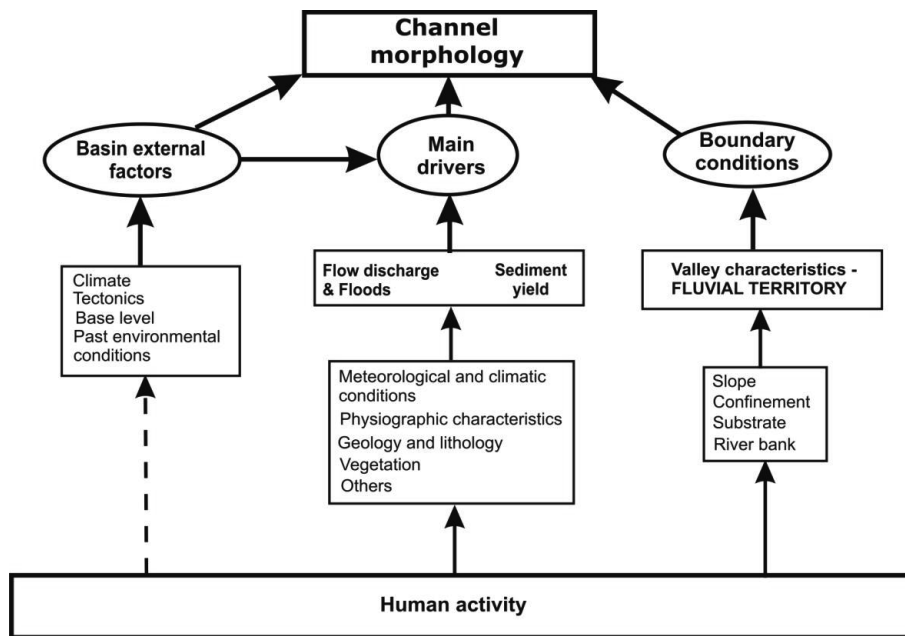 Channel
morphology
Basin external
factors
Main
drivers
Boundary
conditions
Climate
Tectonics
Base level
Past environmental
conditions
Flow discharge
& Floods
Sediment
yield
Valley characteristics -
FLUVIAL TERRITORY
Meteorological and climatic
conditions
Physiographic characteristics
Geology and lithology
Vegetation
Others
Slope
Confinement
Substrate
River bank
Human activity